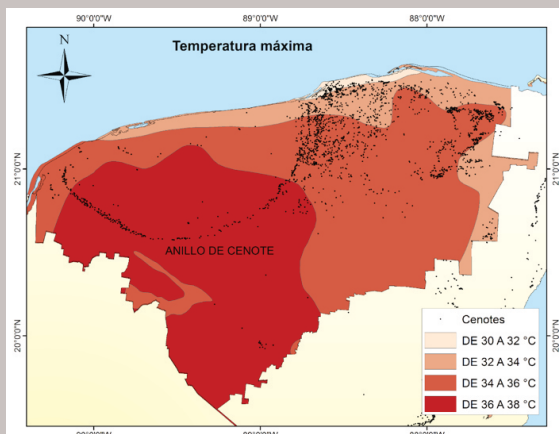 90°0'0"W 89°0'0"W 88°0'0"W
Temperatura máxima
N
21°0'0"N 21°0'0"N
ANILLO DE CENOTE
20°0'0"N 20°0'0"N
Cenotes
DE 30 A 32 °C
DE 32 A 34 °C
DE 34 A 36 °C
DE 36 A 38 °C